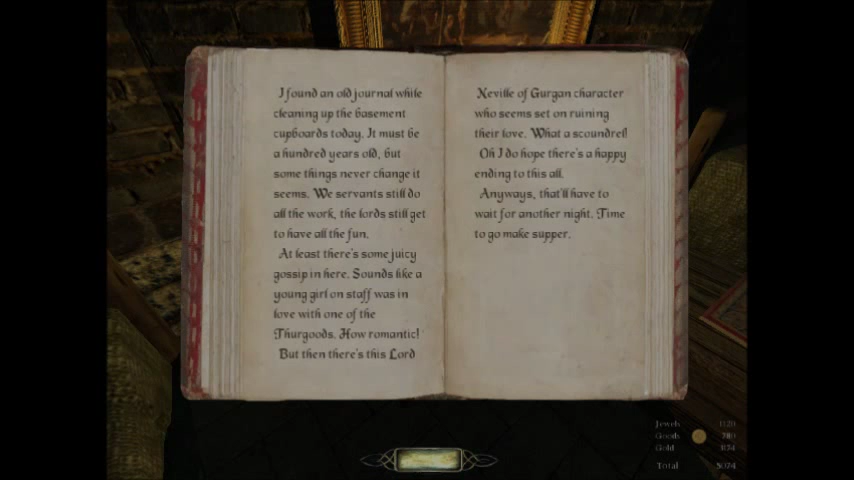 I found an old journal while
cleaning up the basement
cupboards today. It must be
a hundred years old, but
some things never change it
seems. We servants still do
all the work, the lords still get
to have all the fun.
At least there's some juicy
gossip in here. Sounds like a
young girl on staff was in
love with one of the
Thurgoods. How romantic!
But then there's this Lord
Neville of Gurgan character
who seems set on ruining
their love. What a scoundrel!
Oh I do hope there's a happy
ending to this all.
Anyways, that'll have to
wait for another night. Time
to go make supper.
Jewels
Goods
Gold
Total